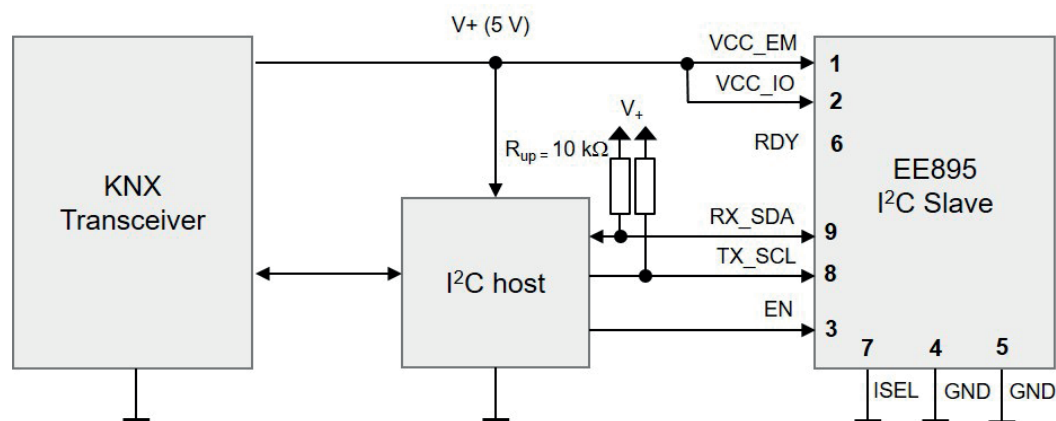 V+ (5 V)
VCC_EM
1
VCC_IO
2
V+
RDY
6
Rup = 10 kΩ
KNX
Transceiver
EE895
I²C Slave
RX_SDA
9
TX_SCL
8
I²C host
EN
3
7
4
5
ISEL
GND
GND